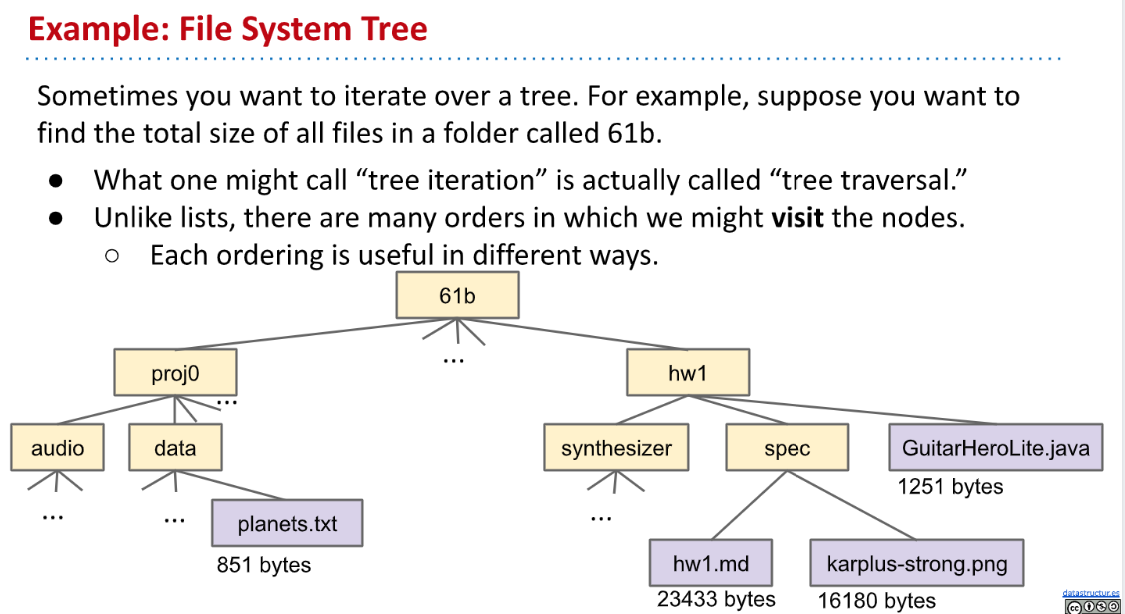 Example: File System Tree
Sometimes you want to iterate over a tree. For example, suppose you want to
find the total size of all files in a folder called 61b.
● What one might call “tree iteration” is actually called “tree traversal.”
● Unlike lists, there are many orders in which we might visit the nodes.
○ Each ordering is useful in different ways.
61b
...
proj0
hw1
...
audio
data
synthesizer
spec
GuitarHeroLite.java
1251 bytes
...
...
...
planets.txt
851 bytes
hw1.md
karplus-strong.png
23433 bytes
16180 bytes
datastructur.es
cc